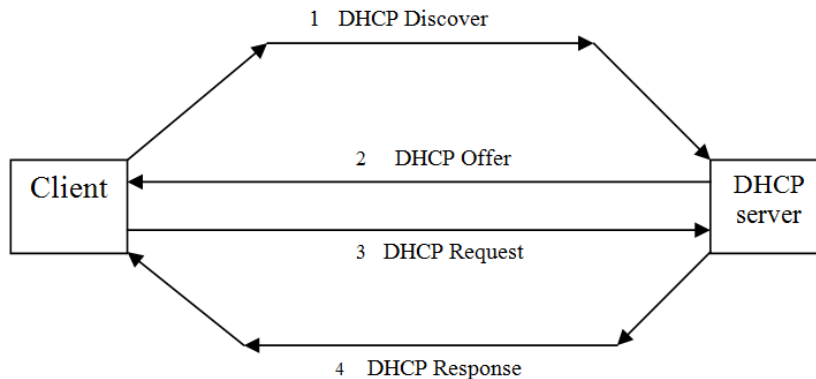 1 DHCP Discover
2 DHCP Offer
Client
DHCP
server
3 DHCP Request
4 DHCP Response